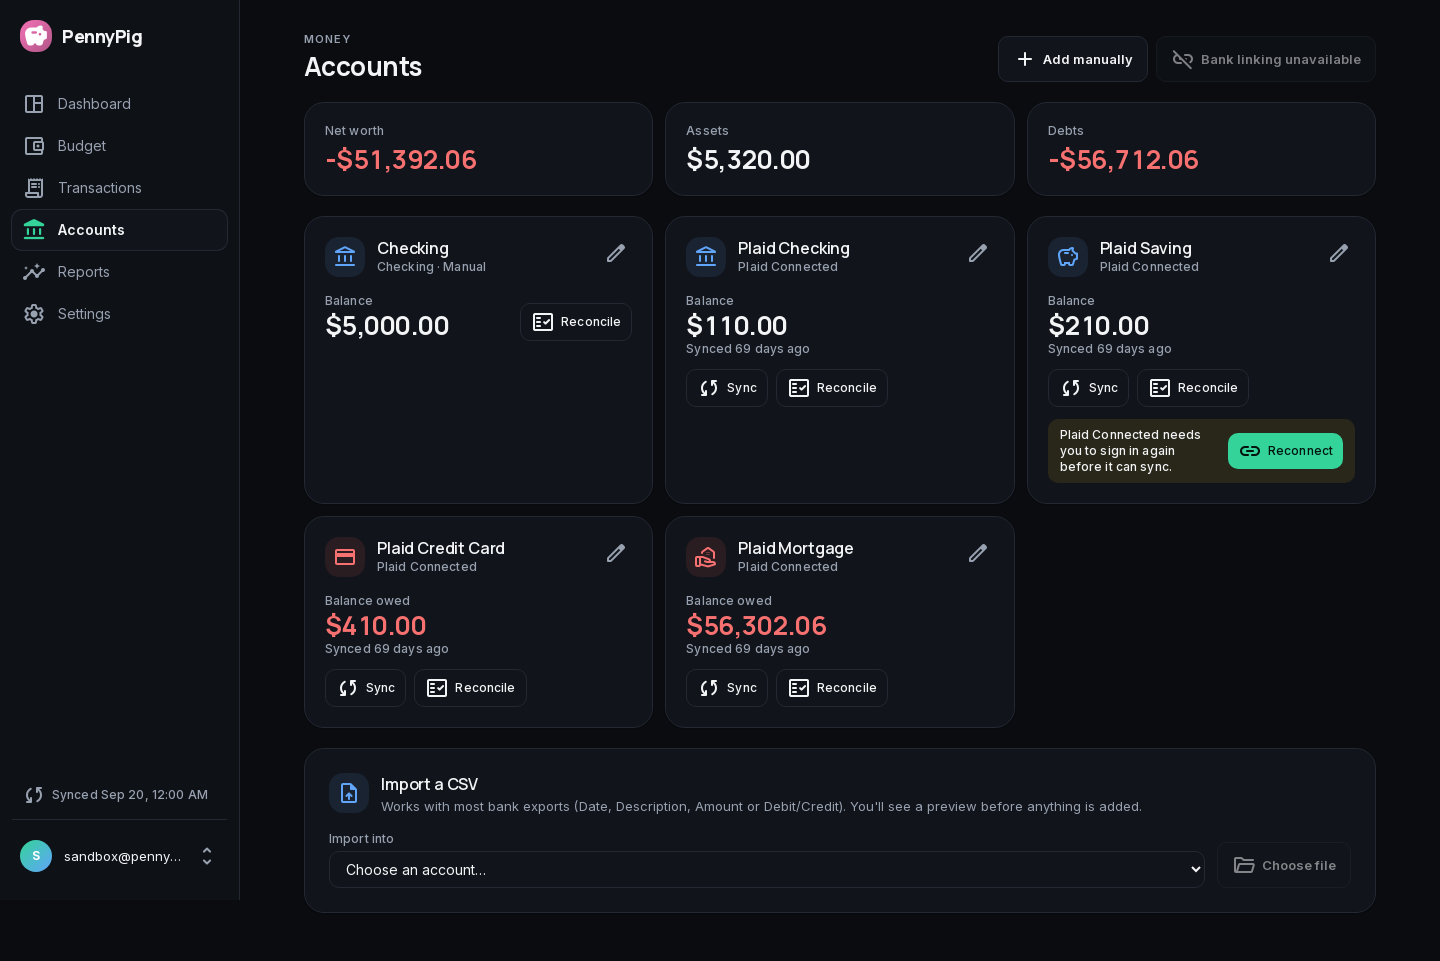 PennyPig
Dashboard
Budget
Transactions
Accounts
Reports
Settings
Synced Sep 20, 12:00 AM
S
sandbox@penny...
MONEY
Accounts
Add manually
Bank linking unavailable
Net worth
-$51,392.06
Assets
$5,320.00
Debts
-$56,712.06
Checking
Checking · Manual
Balance
$5,000.00
Reconcile
Plaid Checking
Plaid Connected
Balance
$110.00
Synced 69 days ago
Sync
Reconcile
Plaid Saving
Plaid Connected
Balance
$210.00
Synced 69 days ago
Sync
Reconcile
Plaid Connected needs
you to sign in again
before it can sync.
Reconnect
Plaid Credit Card
Plaid Connected
Balance owed
$410.00
Synced 69 days ago
Sync
Reconcile
Plaid Mortgage
Plaid Connected
Balance owed
$56,302.06
Synced 69 days ago
Sync
Reconcile
Import a CSV
Works with most bank exports (Date, Description, Amount or Debit/Credit). You'll see a preview before anything is added.
Import into
Choose an account...
Choose file